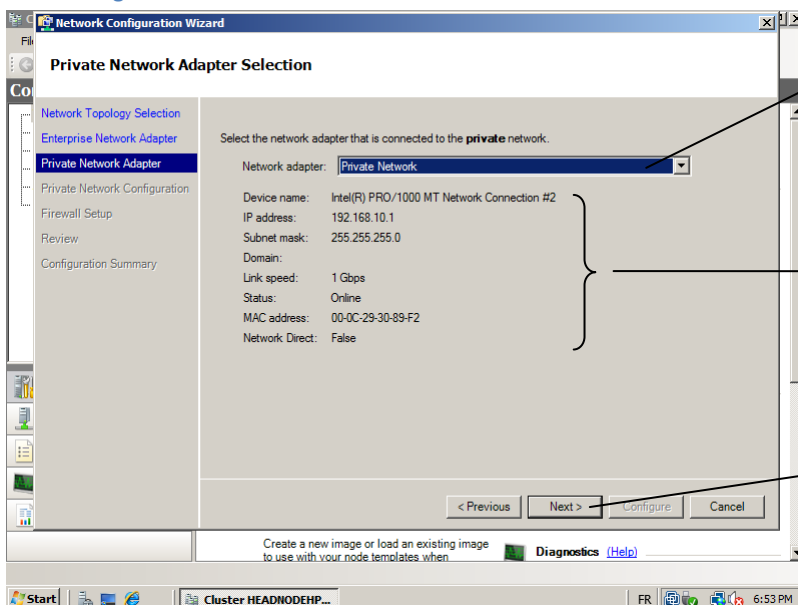 Network Configuration Wizard
Fil
Private Network Adapter Selection
Co
Network Topology Selection
Enterprise Network Adapter
Private Network Adapter
Private Network Configuration
Firewall Setup
Review
Configuration Summary
Select the network adapter that is connected to the private network.
Network adapter: Private Network
Device name: Intel(R) PRO/1000 MT Network Connection #2
IP address: 192.168.10.1
Subnet mask: 255.255.255.0
Domain:
Link speed: 1 Gbps
Status: Online
MAC address: 00-0C-29-30-89-F2
Network Direct: False
< Previous Next > Configure Cancel
Create a new image or load an existing image
to use with your node templates when
Diagnostics (Help)
Start Cluster HEADNODEHP... FR 6:53 PM